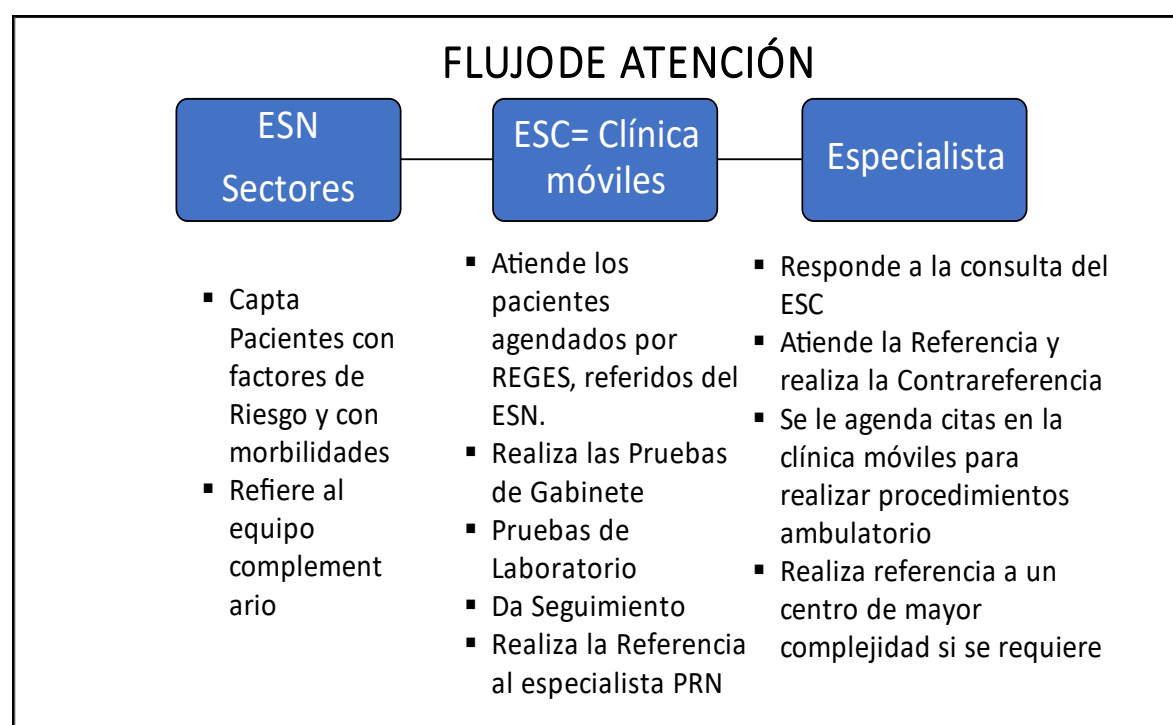 FLUJODE ATENCIÓN
ESN
Sectores
ESC= Clínica
móviles
Especialista
▪ Capta
Pacientes con
factores de
Riesgo y con
morbilidades
▪ Refiere al
equipo
complement
ario
▪ Atiende los
pacientes
agendados por
REGES, referidos del
ESN.
▪ Realiza las Pruebas
de Gabinete
▪ Pruebas de
Laboratorio
▪ Da Seguimiento
▪ Realiza la Referencia
al especialista PRN
▪ Responde a la consulta del
ESC
▪ Atiende la Referencia y
realiza la Contrareferencia
▪ Se le agenda citas en la
clínica móviles para
realizar procedimientos
ambulatorio
▪ Realiza referencia a un
centro de mayor
complejidad si se requiere